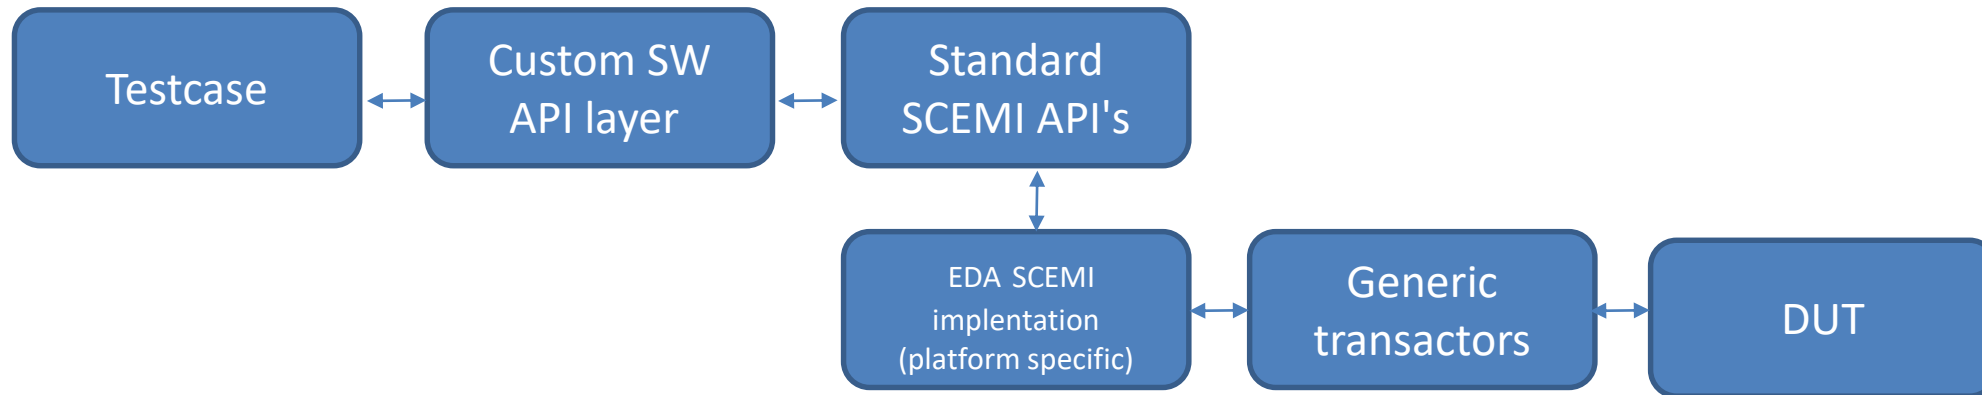 Testcase
Custom SW
API layer
Standard
SCEMI API's
EDA SCEMI
implentation
(platform specific)
Generic
transactors
DUT